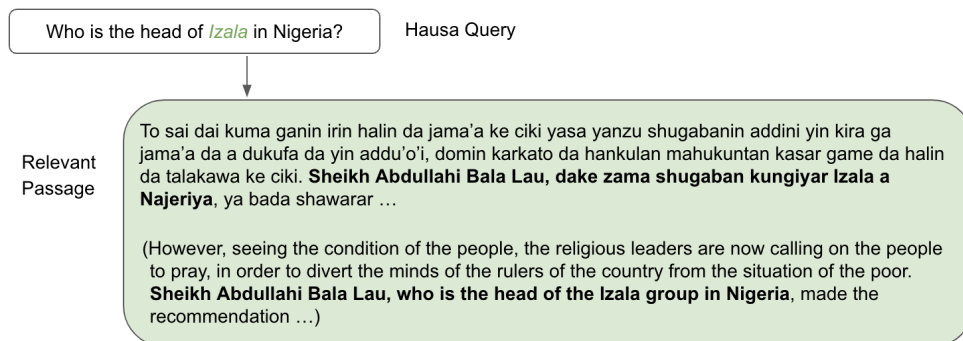 Who is the head of Izala in Nigeria?
Hausa Query
Relevant
Passage
To sai dai kuma ganin irin halin da jama'a ke ciki yasa yanzu shugabanin addini yin kira ga
jama'a da a dukufa da yin addu'o'i, domin karkato da hankulan mahukuntan kasar game da halin
da talakawa ke ciki. Sheikh Abdullahi Bala Lau, dake zama shugaban kungiyar Izala a
Najeriya, ya bada shawarar …
(However, seeing the condition of the people, the religious leaders are now calling on the people
to pray, in order to divert the minds of the rulers of the country from the situation of the poor.
Sheikh Abdullahi Bala Lau, who is the head of the Izala group in Nigeria, made the
recommendation …)